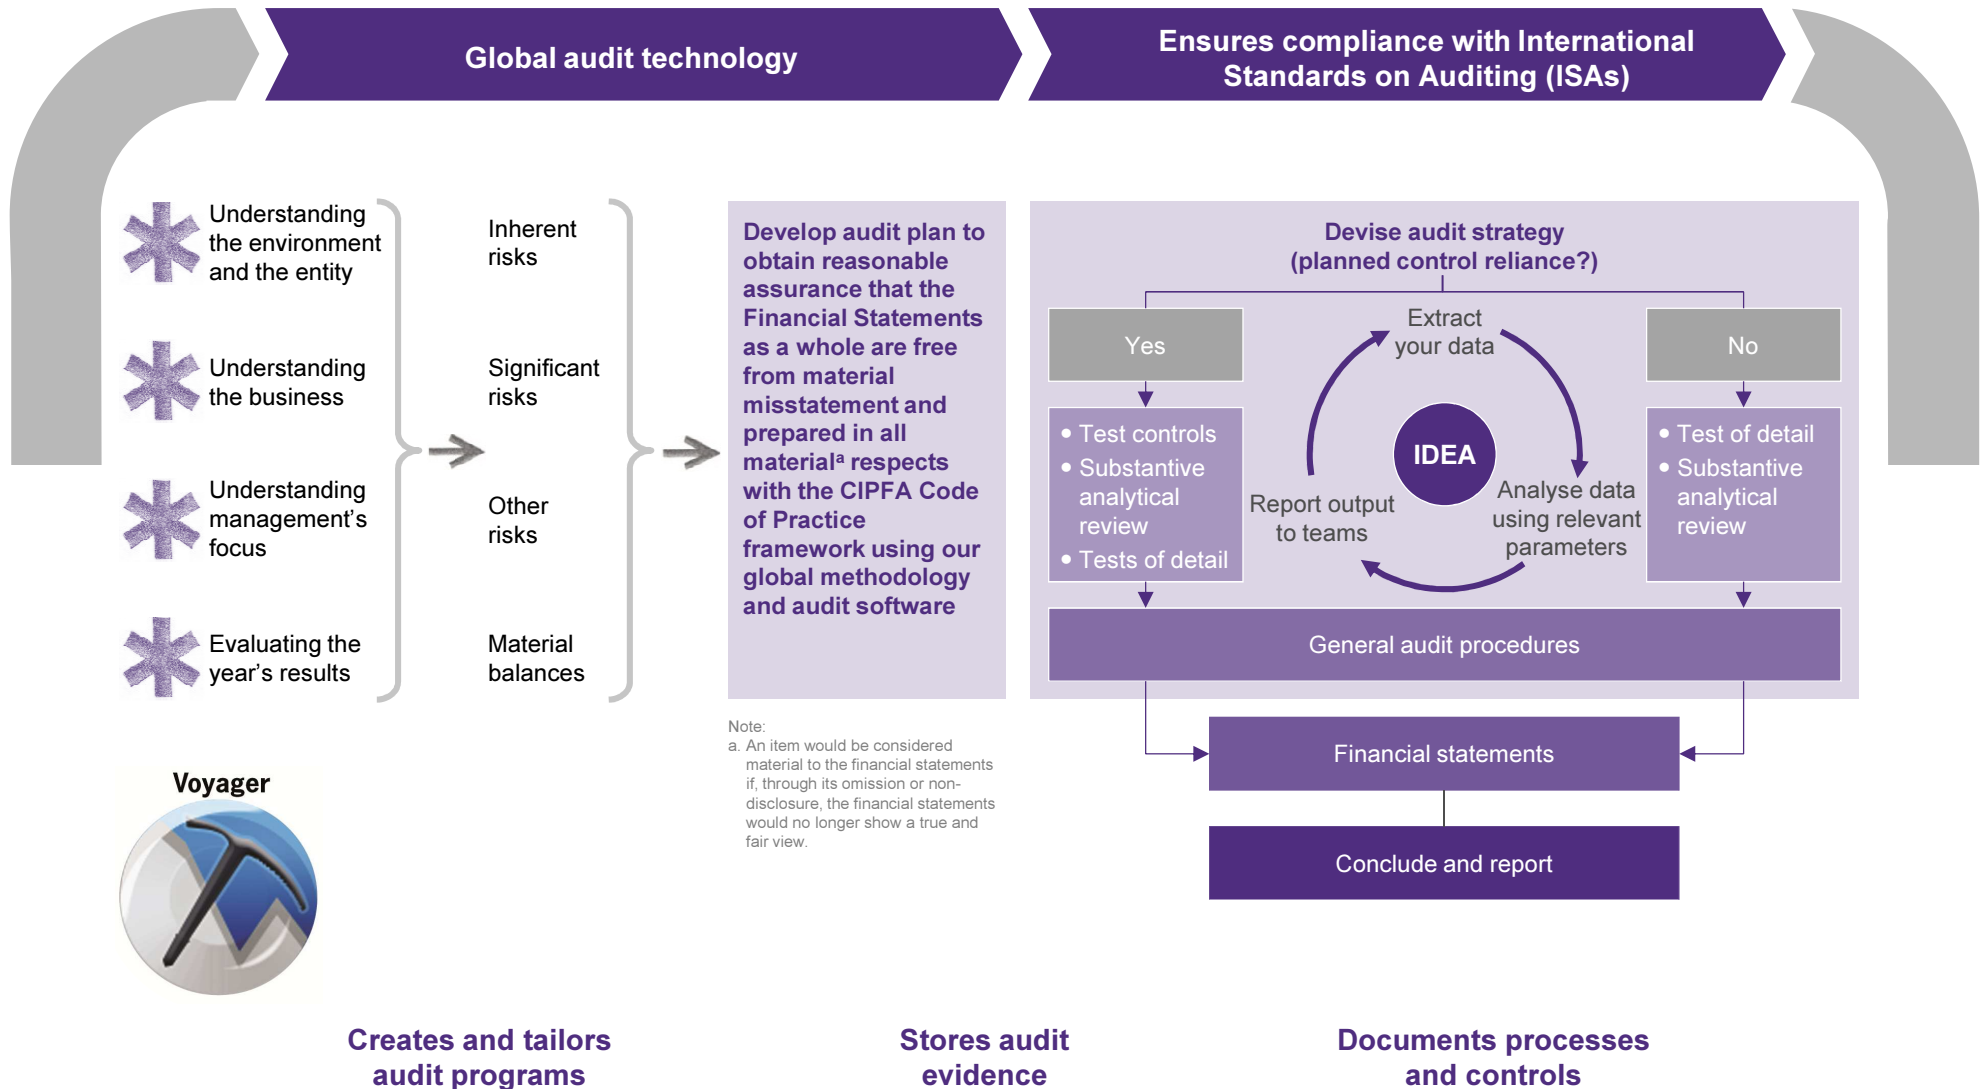 Global audit technology
Ensures compliance with International
Standards on Auditing (ISAs)
Understanding
the environment
and the entity
Understanding
the business
Understanding
management’s
focus
Evaluating the
year’s results
Inherent
risks
Significant
risks
Other
risks
Material
balances
Develop audit plan to
obtain reasonable
assurance that the
Financial Statements
as a whole are free
from material
misstatement and
prepared in all
materialᵃ respects
with the CIPFA Code
of Practice
framework using our
global methodology
and audit software
Note:
a. An item would be considered
material to the financial statements
if, through its omission or non-
disclosure, the financial statements
would no longer show a true and
fair view.
Devise audit strategy
(planned control reliance?)
Yes
• Test controls
• Substantive
analytical
review
• Tests of detail
Extract
your data
IDEA
Analyse data
using relevant
parameters
Report output
to teams
No
• Test of detail
• Substantive
analytical
review
General audit procedures
Financial statements
Conclude and report
Voyager
Creates and tailors
audit programs
Stores audit
evidence
Documents processes
and controls